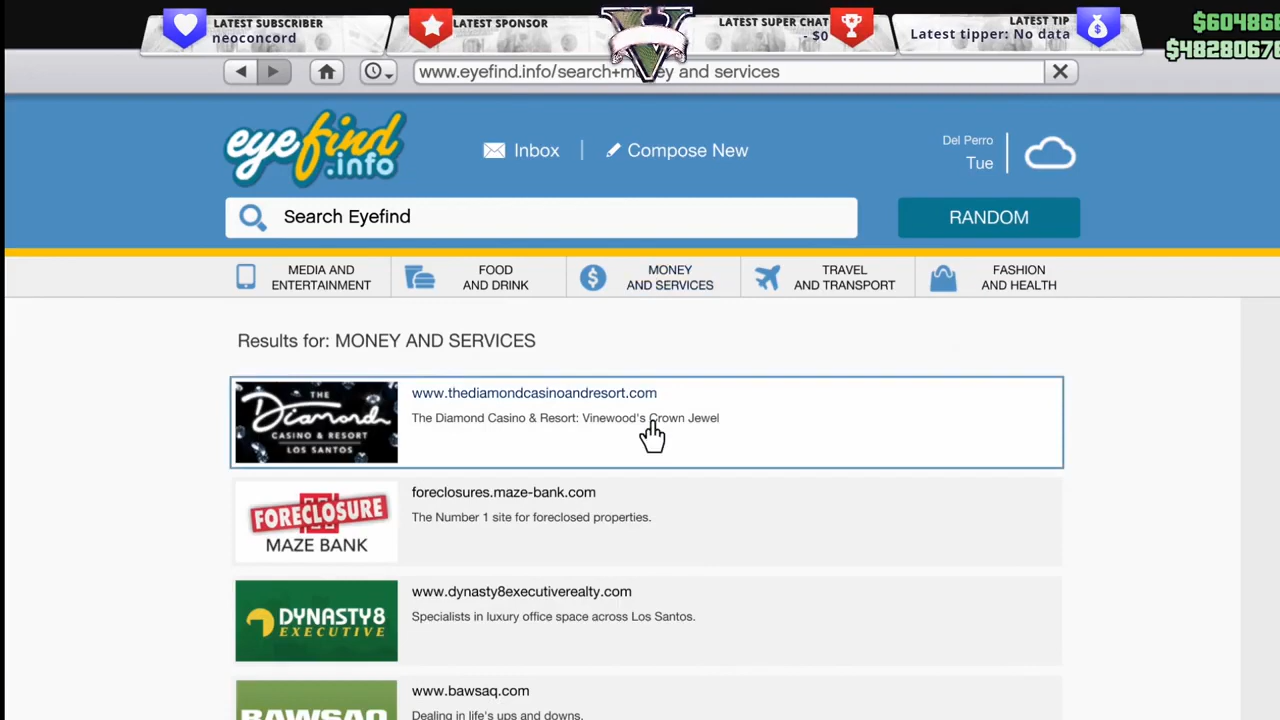 LATEST SUBSCRIBER
neoconcord
LATEST SPONSOR
LATEST SUPER CHAT
- $0
LATEST TIP
Latest tipper: No data
$604866
$48280676
www.eyefind.info/search+money and services
eyefind
.info
Inbox
Compose New
Del Perro
Tue
Search Eyefind
RANDOM
MEDIA AND
ENTERTAINMENT
FOOD
AND DRINK
MONEY
AND SERVICES
TRAVEL
AND TRANSPORT
FASHION
AND HEALTH
Results for: MONEY AND SERVICES
THE
Diamond
CASINO & RESORT
LOS SANTOS
www.thediamondcasinoandresort.com
The Diamond Casino & Resort: Vinewood's Crown Jewel
FORECLOSURE
MAZE BANK
foreclosures.maze-bank.com
The Number 1 site for foreclosed properties.
DYNASTY8
EXECUTIVE
www.dynasty8executiverealty.com
Specialists in luxury office space across Los Santos.
BAWSAQ
www.bawsaq.com
Dealing in life's ups and downs.